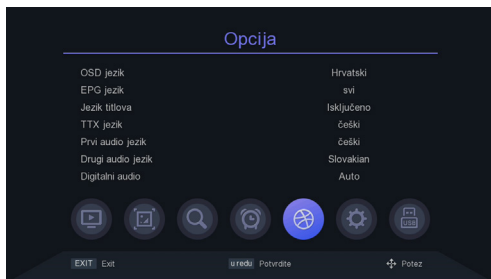 Opcija
OSD jezik Hrvatski
EPG jezik svi
Jezik titlova Isključeno
TTX jezik češki
Prvi audio jezik češki
Drugi audio jezik Slovakian
Digitalni audio Auto
USB
EXIT Exit u redu Potvrdite Potez